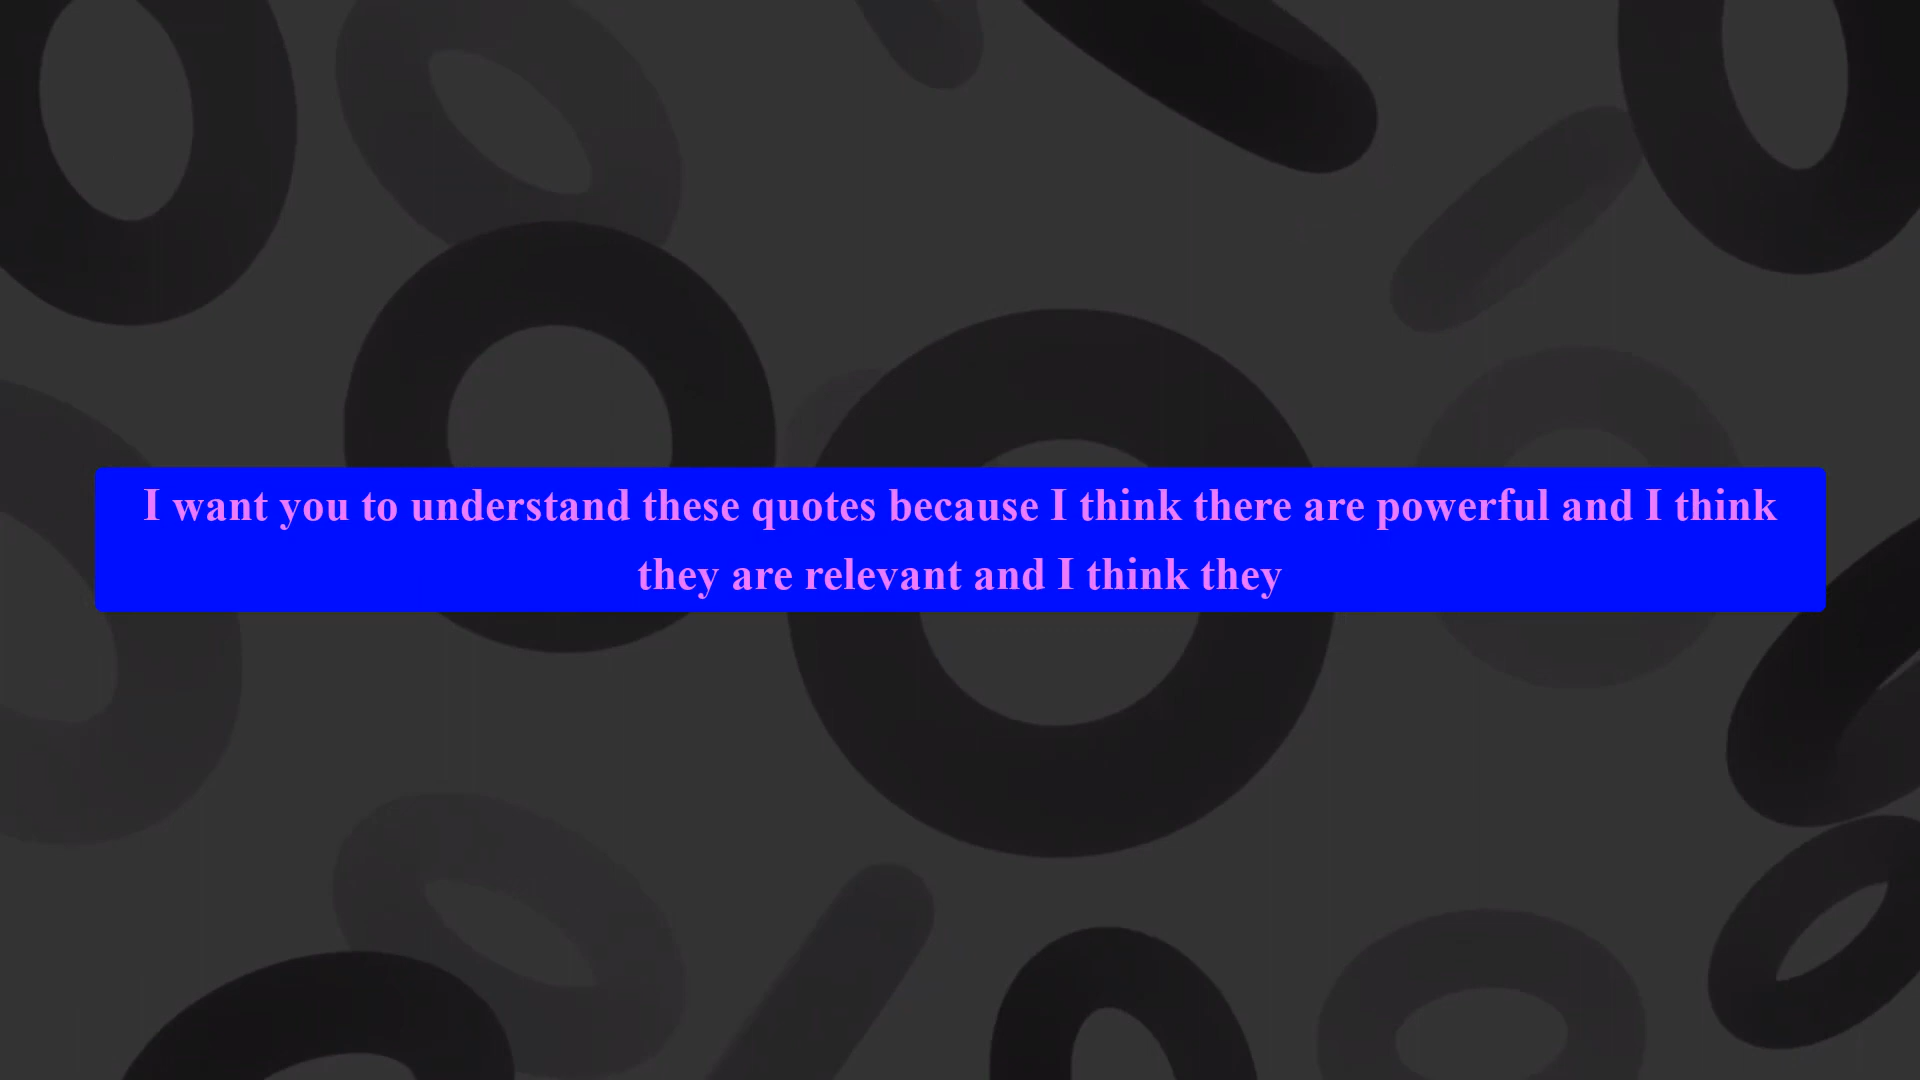 I want you to understand these quotes because I think there are powerful and I think
they are relevant and I think they